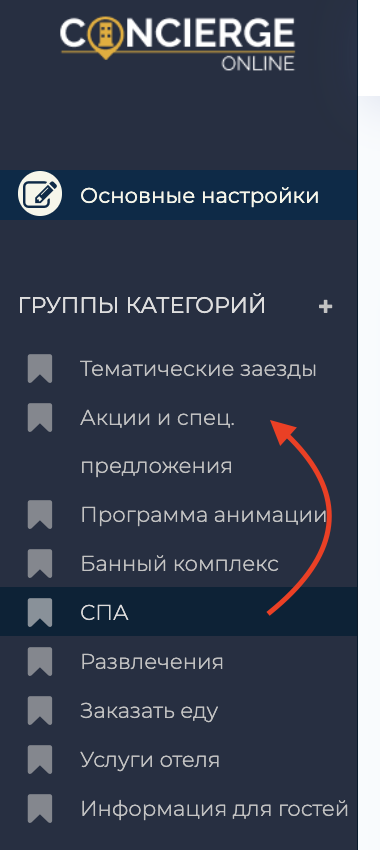 CONCIERGE
ONLINE
Основные настройки
ГРУППЫ КАТЕГОРИЙ +
Тематические заезды
Акции и спец.
предложения
Программа анимации
Банный комплекс
СПА
Развлечения
Заказать еду
Услуги отеля
Информация для гостей